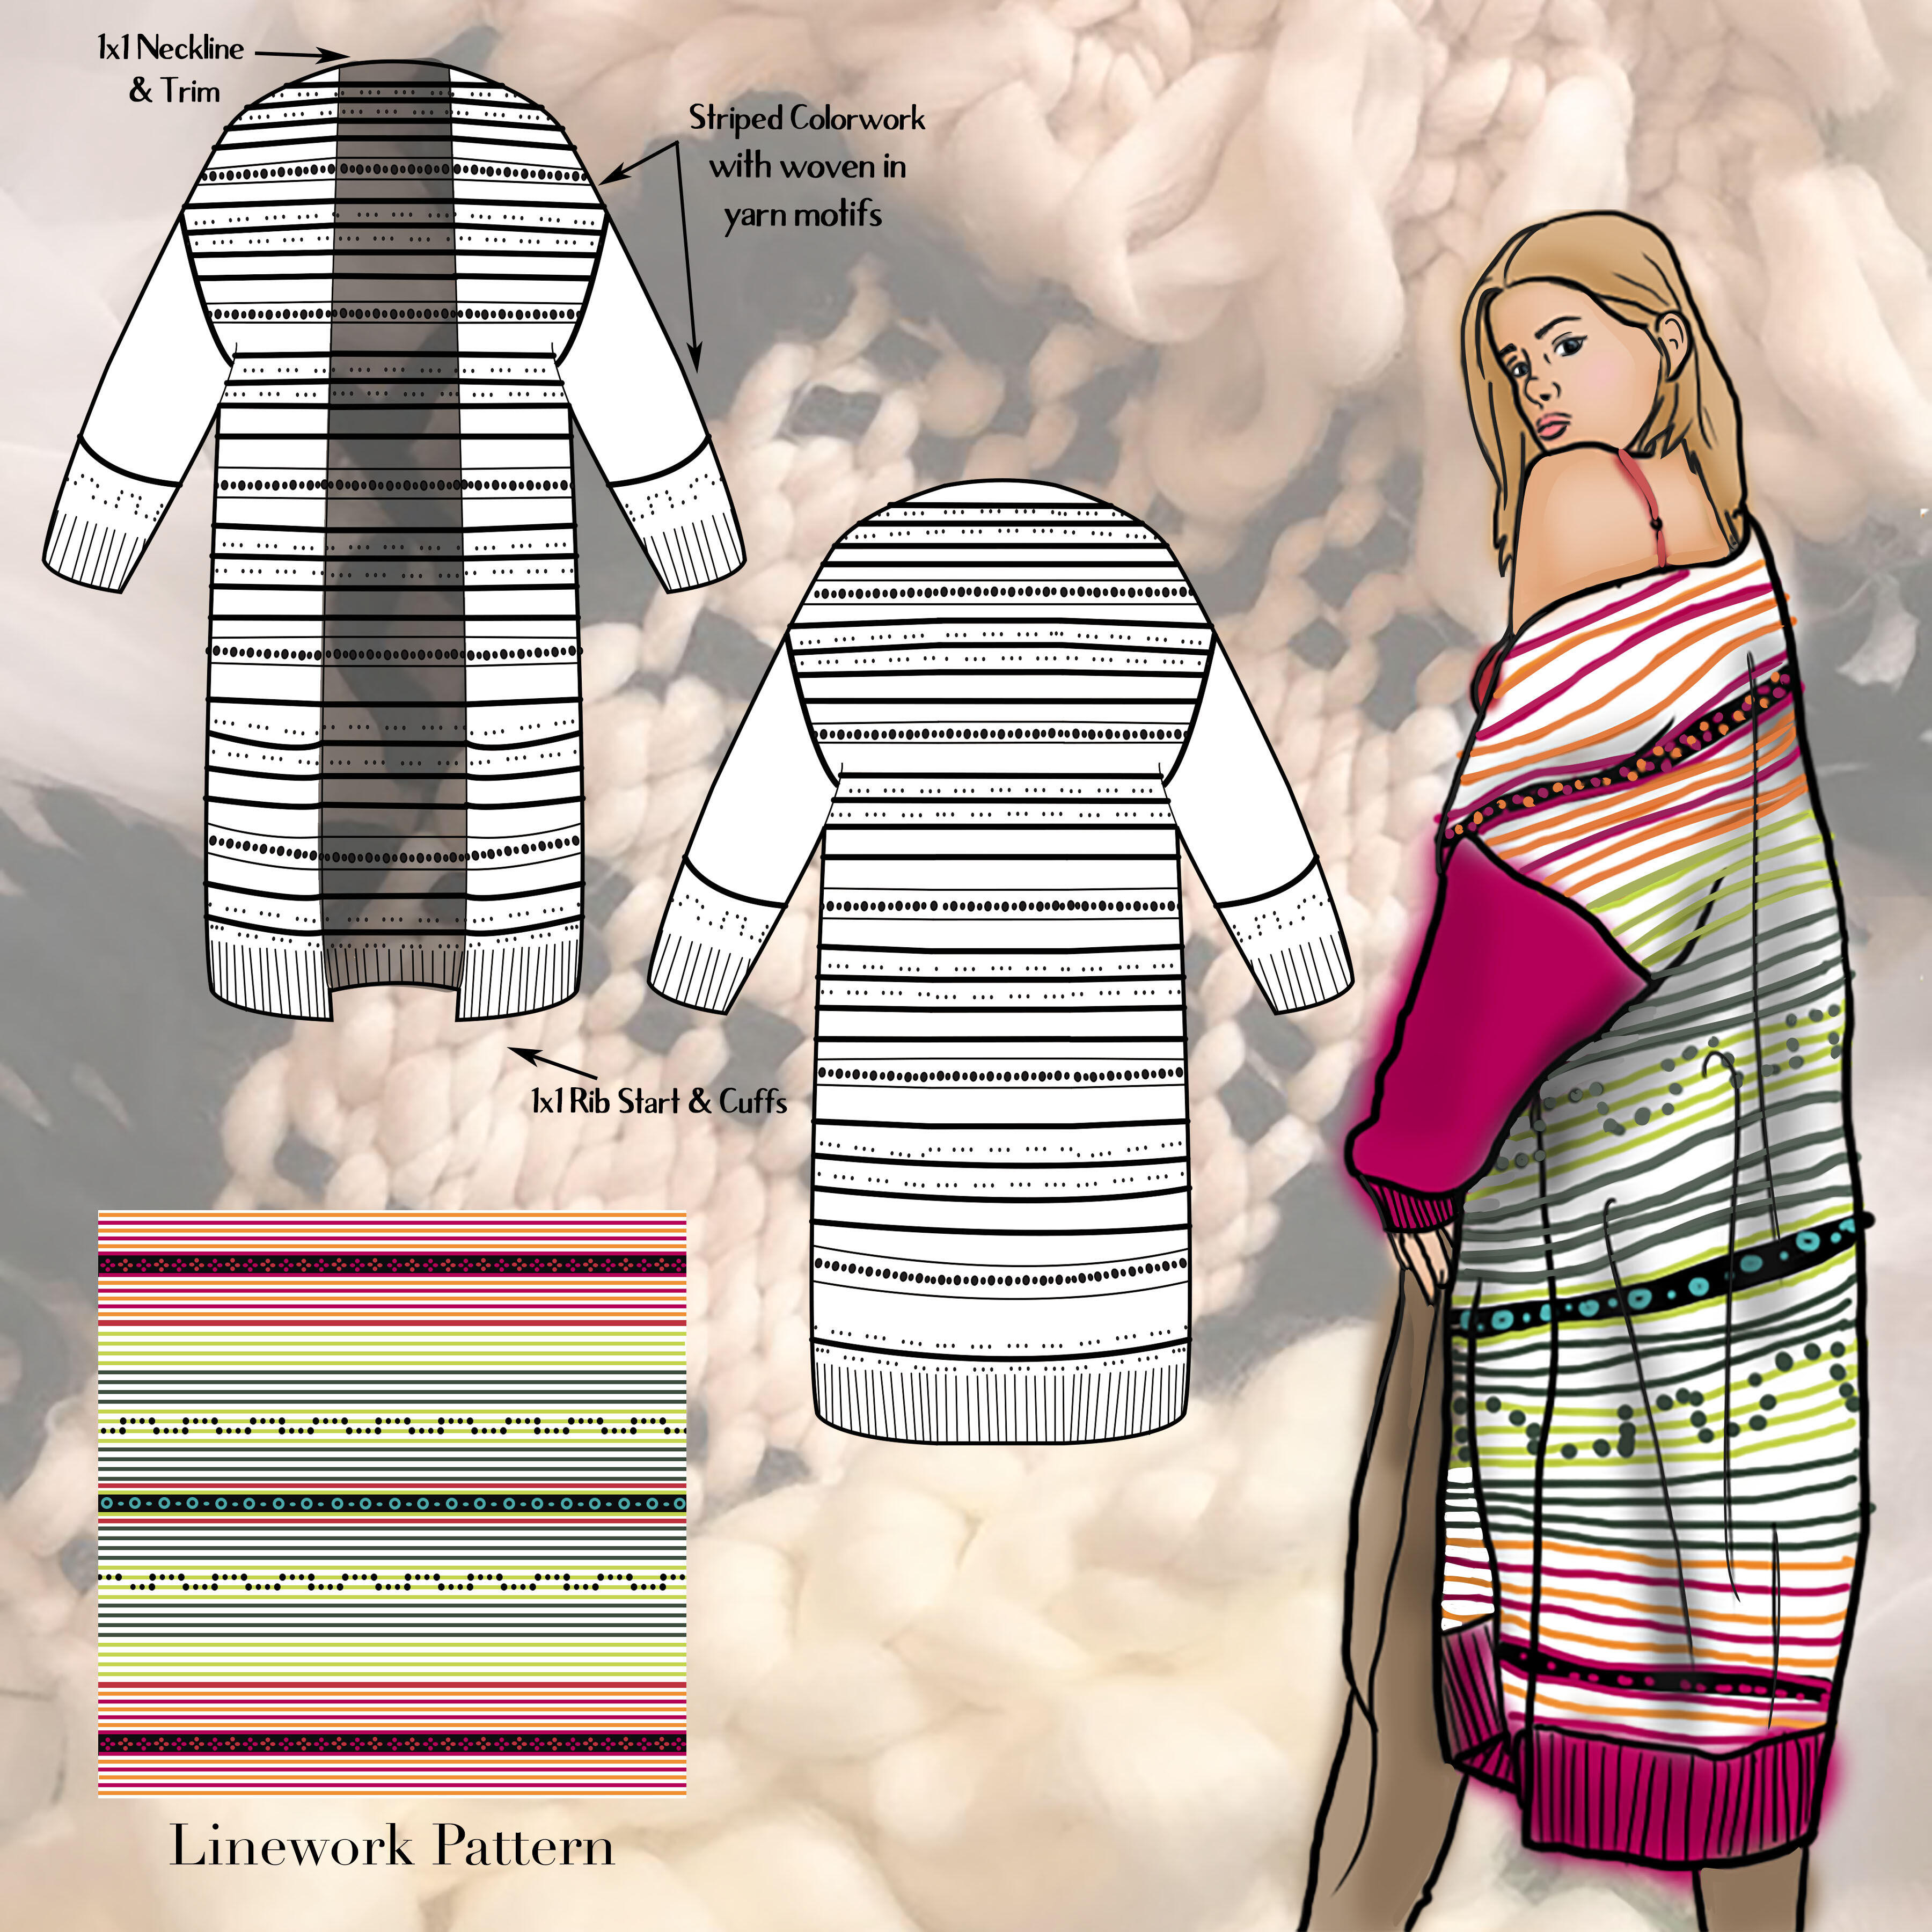 1x1 Neckline
& Trim
Striped Colorwork
with woven in
yarn motifs
1x1 Rib Start & Cuffs
Linework Pattern